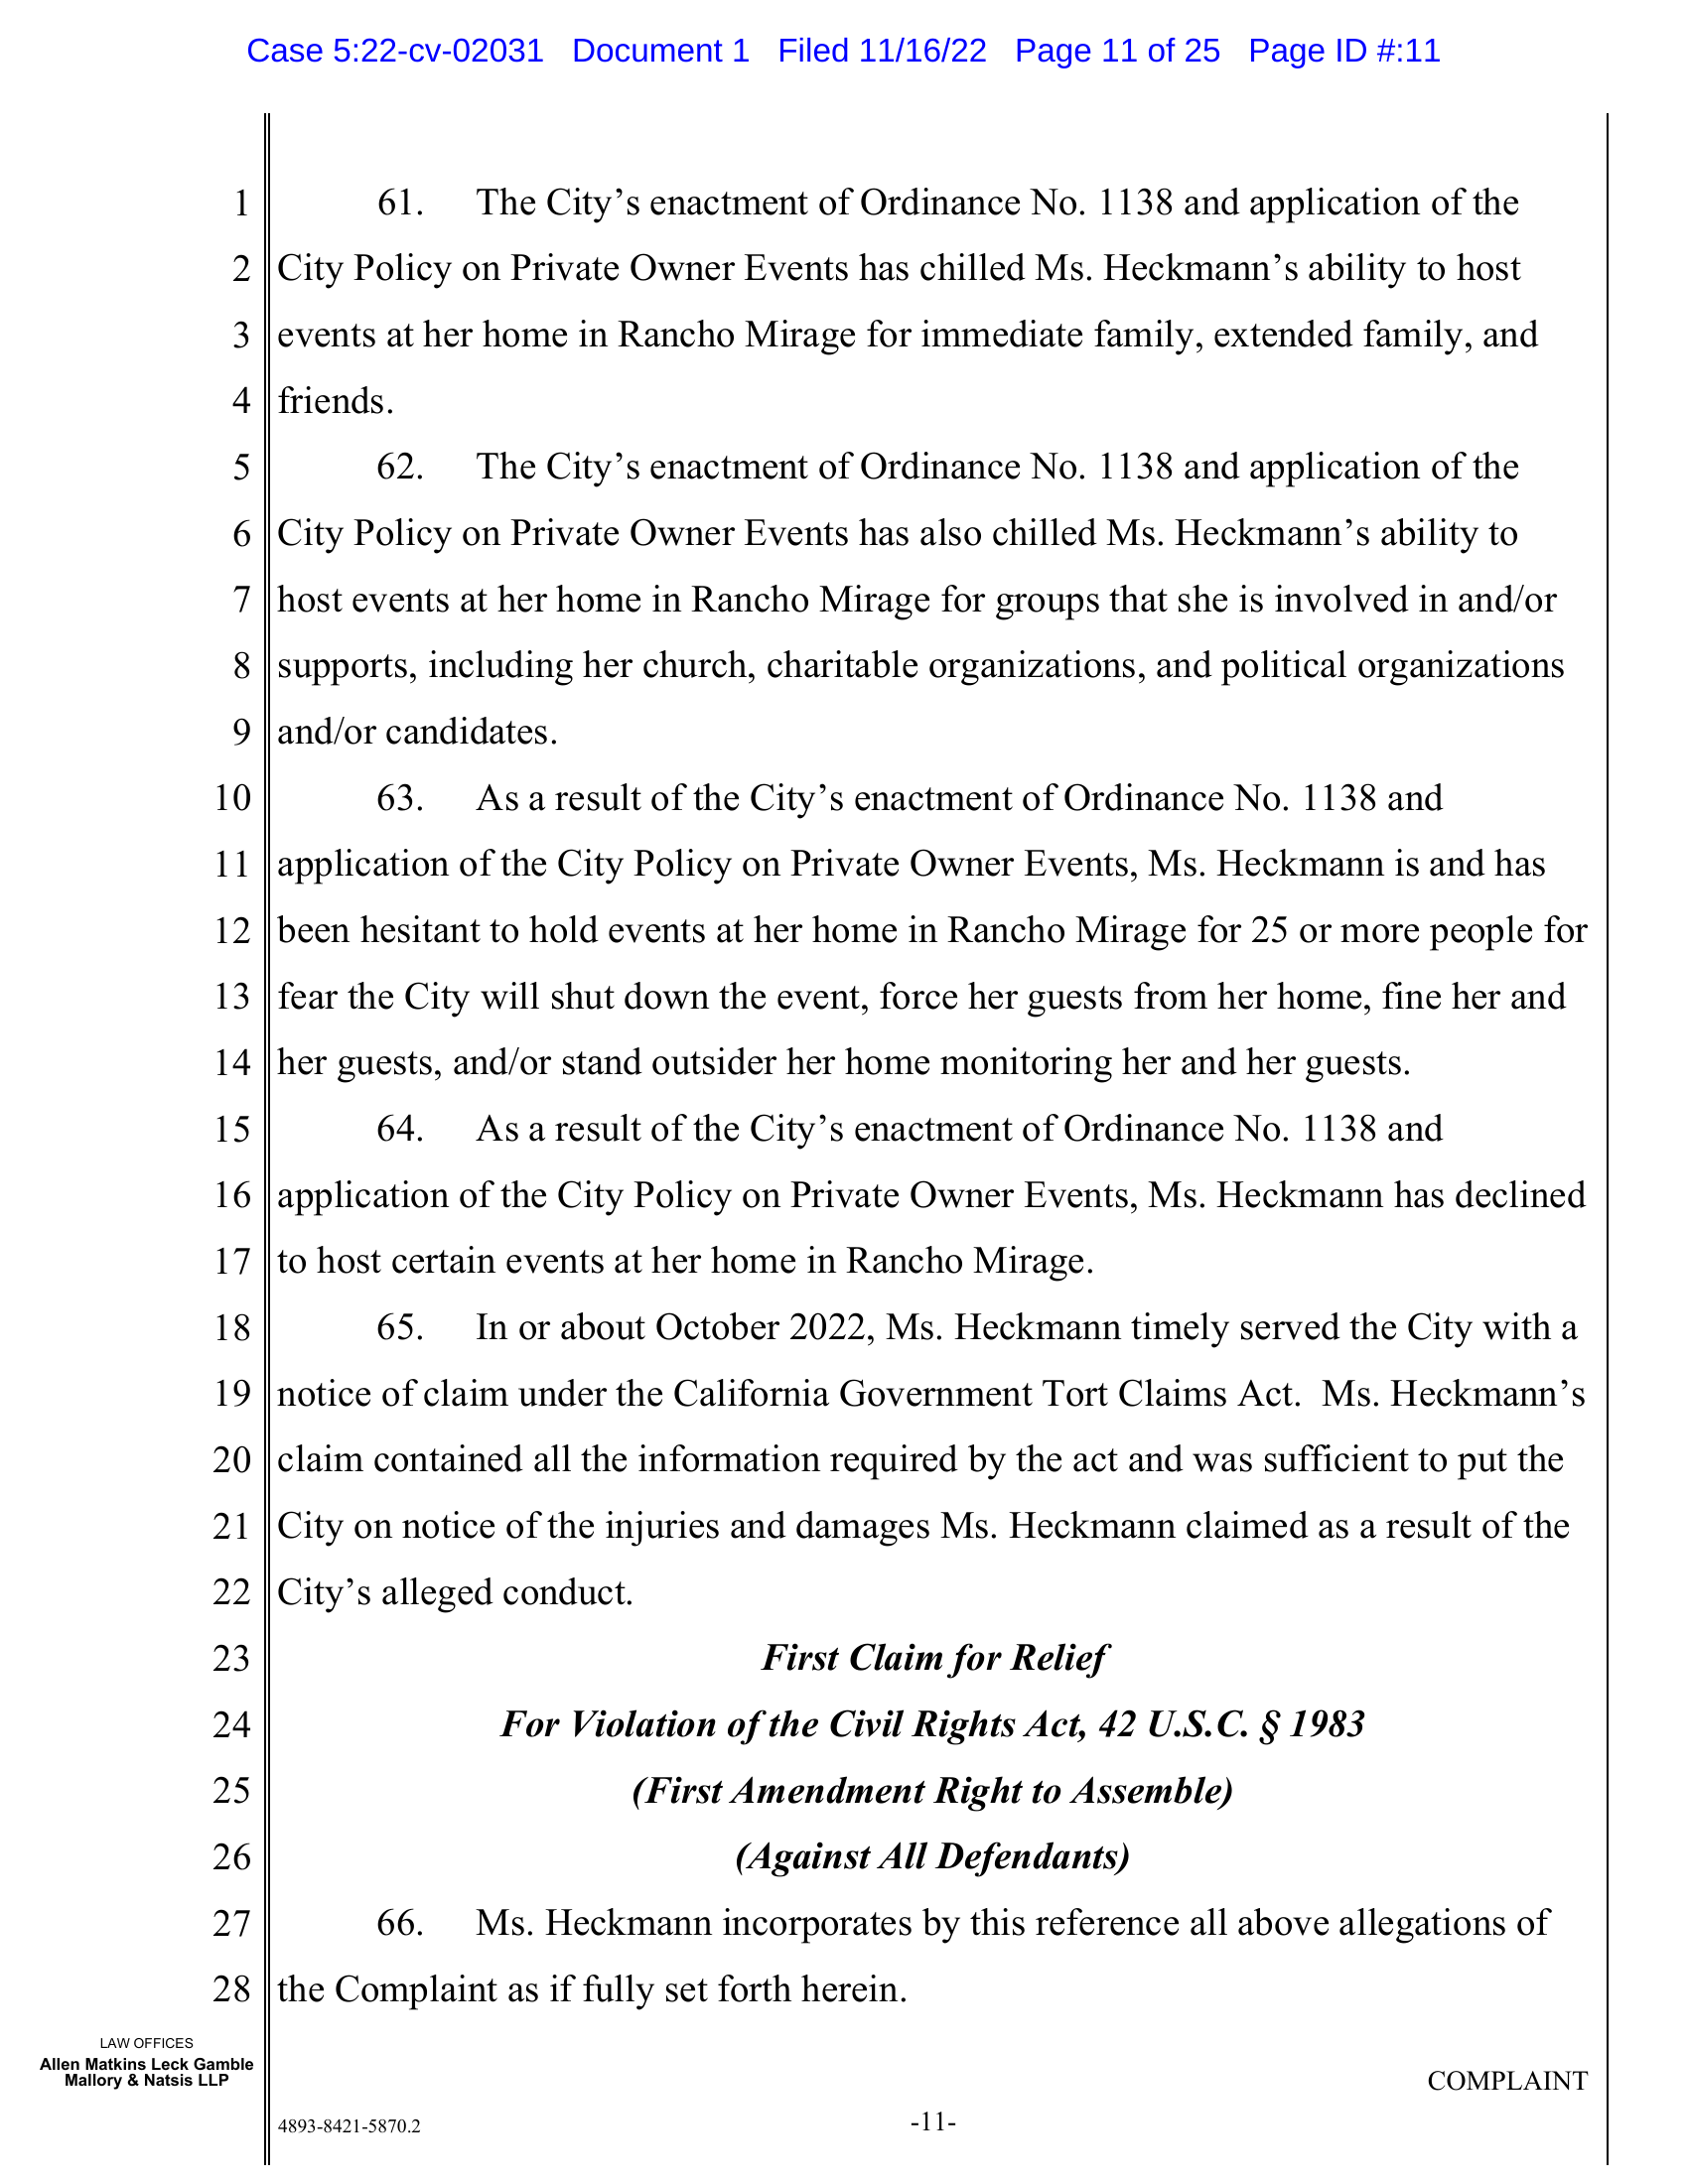 Case 5:22-cv-02031 Document 1 Filed 11/16/22 Page 11 of 25 Page ID #:11
1 61. The City’s enactment of Ordinance No. 1138 and application of the
2 City Policy on Private Owner Events has chilled Ms. Heckmann’s ability to host
3 events at her home in Rancho Mirage for immediate family, extended family, and
4 friends.
5 62. The City’s enactment of Ordinance No. 1138 and application of the
6 City Policy on Private Owner Events has also chilled Ms. Heckmann’s ability to
7 host events at her home in Rancho Mirage for groups that she is involved in and/or
8 supports, including her church, charitable organizations, and political organizations
9 and/or candidates.
10 63. As a result of the City’s enactment of Ordinance No. 1138 and
11 application of the City Policy on Private Owner Events, Ms. Heckmann is and has
12 been hesitant to hold events at her home in Rancho Mirage for 25 or more people for
13 fear the City will shut down the event, force her guests from her home, fine her and
14 her guests, and/or stand outsider her home monitoring her and her guests.
15 64. As a result of the City’s enactment of Ordinance No. 1138 and
16 application of the City Policy on Private Owner Events, Ms. Heckmann has declined
17 to host certain events at her home in Rancho Mirage.
18 65. In or about October 2022, Ms. Heckmann timely served the City with a
19 notice of claim under the California Government Tort Claims Act. Ms. Heckmann’s
20 claim contained all the information required by the act and was sufficient to put the
21 City on notice of the injuries and damages Ms. Heckmann claimed as a result of the
22 City’s alleged conduct.
23 First Claim for Relief
24 For Violation of the Civil Rights Act, 42 U.S.C. § 1983
25 (First Amendment Right to Assemble)
26 (Against All Defendants)
27 66. Ms. Heckmann incorporates by this reference all above allegations of
28 the Complaint as if fully set forth herein.
LAW OFFICES
Allen Matkins Leck Gamble
Mallory & Natsis LLP
COMPLAINT
-11-
4893-8421-5870.2